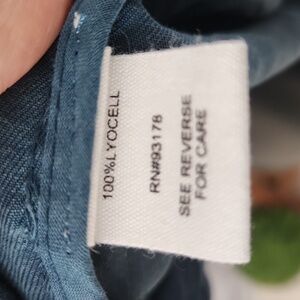 100%LYOCELL
RN#93178
SEE REVERSE
FOR CARE